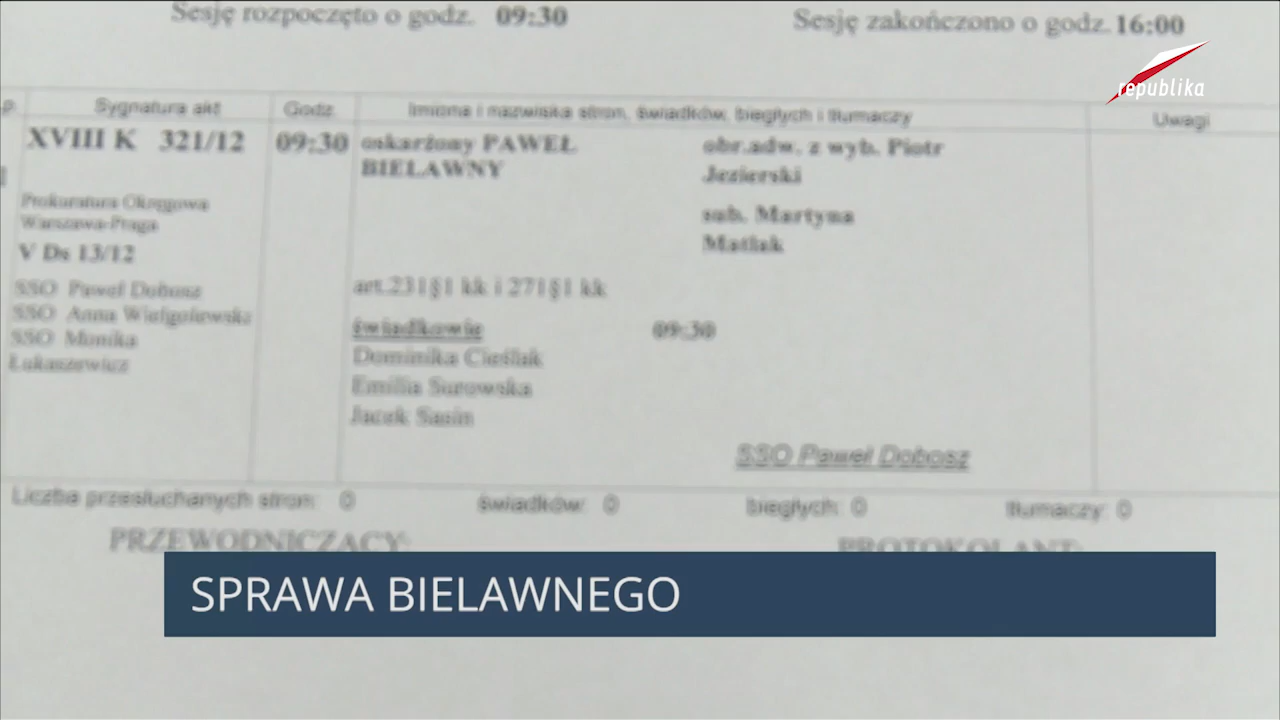 Sesję rozpoczęto o godz. 09:30
Sesję zakończono o godz. 16:00
republika
Sygnatura akt
Godz.
Imiona i nazwiska stron, świadków, biegłych i tłumaczy
Uwagi
XVIII K 321/12
09:30
oskarżony PAWEŁ
BIELAWNY
obr.adw. z wyb. Piotr
Jezierski
sub. Martyna
Matlak
Prokuratura Okręgowa
Warszawa-Praga
V Ds 13/12
SSO Paweł Dobosz
SSO Anna Wielgolewska
SSO Monika
Łukaszewicz
art.231§1 kk i 271§1 kk
świadkowie 09:30
Dominika Cieślak
Emilia Surowska
Jacek Sasin
SSO Paweł Dobosz
Liczba przesłuchanych stron: 0 świadków: 0 biegłych: 0 tłumaczy: 0
PRZEWODNICZĄCY: PROTOKOLANT:
SPRAWA BIELAWNEGO